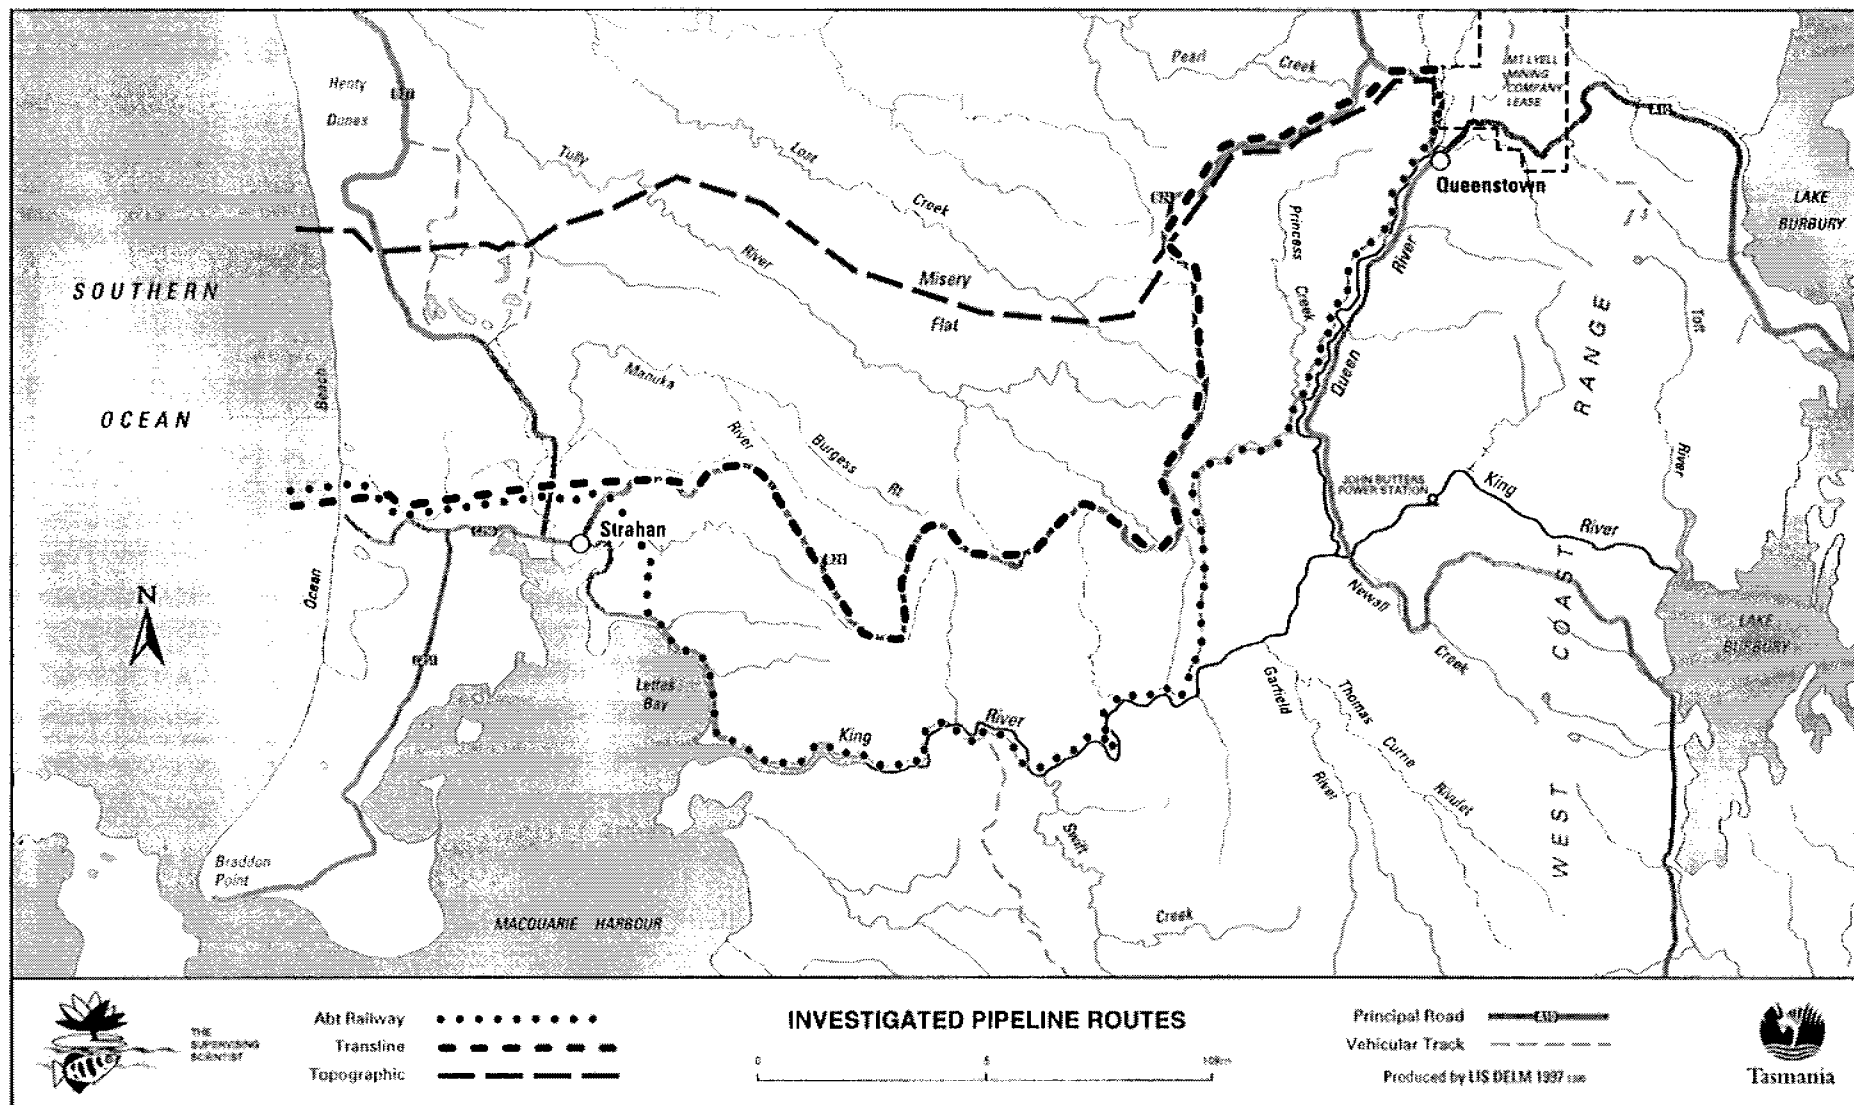 Pearl
Creek
MT LYELL
MINING
COMPANY
LEASE
Henty
Dunes
Tully
Lost
Creek
Queenstown
LAKE
BURBURY
Princess
Creek
River
River
SOUTHERN
Misery
Flat
RANGE
Toft
Beach
Manuka
Queen
OCEAN
River
Burgess
Rt
River
JOHN BUTTERS
POWER STATION
King
River
Strahan
Ocean
N
Newall
COAST
LAKE
BURBURY
Creek
Lettes
Bay
Garfield
Thomas
Currie
Rivulet
River
King
River
WEST
Swift
Braddon
Point
Creek
MACQUARIE HARBOUR
THE
SUPERVISING
SCIENTIST
Abt Railway
Transline
Topographic
INVESTIGATED PIPELINE ROUTES
0 5 10km
Principal Road
Vehicular Track
Produced by LIS DELM 1997
Tasmania